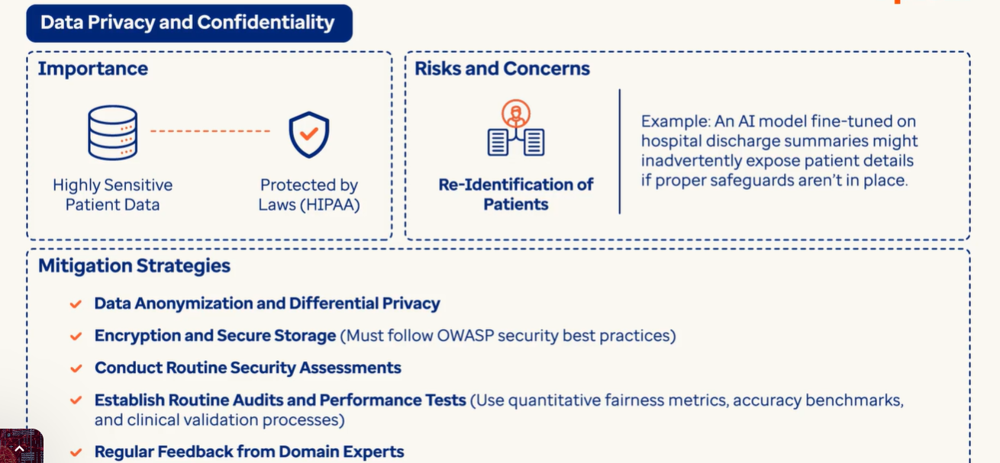 Data Privacy and Confidentiality
Importance
Highly Sensitive
Patient Data
Protected by
Laws (HIPAA)
Risks and Concerns
Re-Identification of
Patients
Example: An AI model fine-tuned on
hospital discharge summaries might
inadvertently expose patient details
if proper safeguards aren't in place.
Mitigation Strategies
Data Anonymization and Differential Privacy
Encryption and Secure Storage (Must follow OWASP security best practices)
Conduct Routine Security Assessments
Establish Routine Audits and Performance Tests (Use quantitative fairness metrics, accuracy benchmarks,
and clinical validation processes)
Regular Feedback from Domain Experts